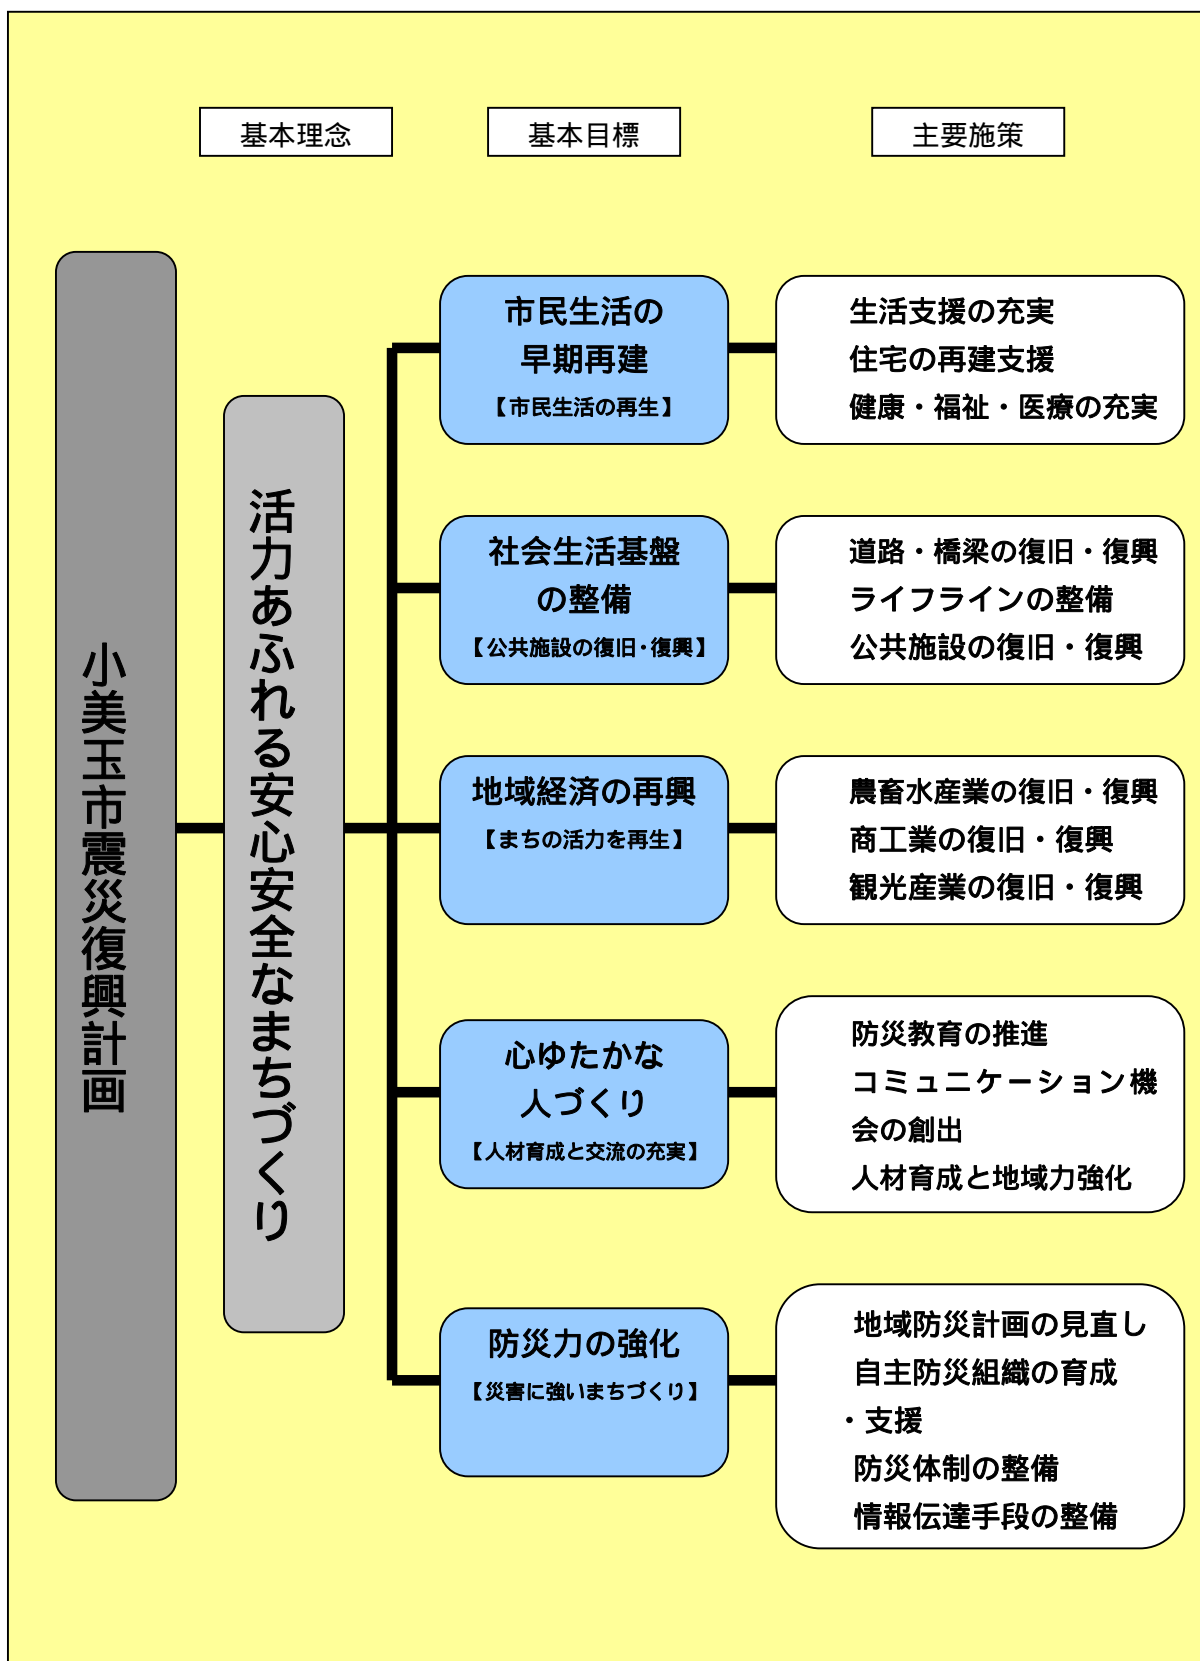 基本理念
基本目標
主要施策
小美玉市震災復興計画
活力あふれる安心安全なまちづくり
市民生活の
早期再建
【市民生活の再生】
生活支援の充実
住宅の再建支援
健康・福祉・医療の充実
社会生活基盤
の整備
【公共施設の復旧・復興】
道路・橋梁の復旧・復興
ライフラインの整備
公共施設の復旧・復興
地域経済の再興
【まちの活力を再生】
農畜水産業の復旧・復興
商工業の復旧・復興
観光産業の復旧・復興
心ゆたかな
人づくり
【人材育成と交流の充実】
防災教育の推進
コミュニケーション機
会の創出
人材育成と地域力強化
防災力の強化
【災害に強いまちづくり】
地域防災計画の見直し
自主防災組織の育成
・支援
防災体制の整備
情報伝達手段の整備